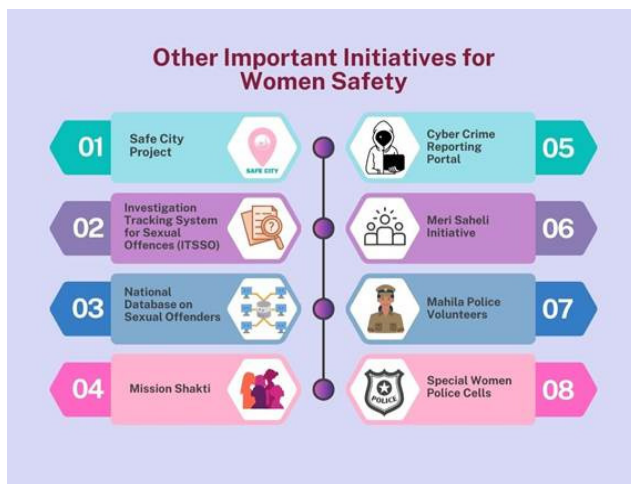 Other Important Initiatives for
Women Safety
01
Safe City
Project
SAFE CITY
02
Investigation
Tracking System
for Sexual
Offences (ITSSO)
03
National
Database on
Sexual Offenders
04
Mission Shakti
Cyber Crime
Reporting
Portal
05
Meri Saheli
Initiative
06
Mahila Police
Volunteers
07
POLICE
Special Women
Police Cells
08